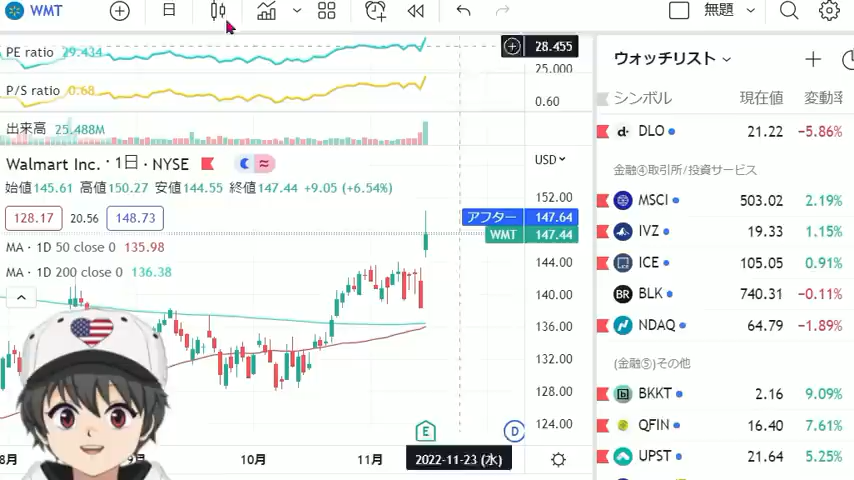 WMT
日
無題
PE ratio 29.434
28.455
25.000
P/S ratio 0.68
0.60
出来高 25.488M
Walmart Inc. · 1日 · NYSE
USD
始値145.61 高値150.27 安値144.55 終値147.44 +9.05 (+6.54%)
152.00
128.17 20.56 148.73
アフター 147.64
WMT 147.44
MA · 1D 50 close 0 135.98
144.00
MA · 1D 200 close 0 136.38
140.00
136.00
132.00
128.00
124.00
E
D
8月
9月
10月
11月
2022-11-23 (水)
ウォッチリスト
シンボル 現在値 変動率
d· DLO 21.22 −5.86%
金融④取引所/投資サービス
MSCI 503.02 2.19%
IVZ 19.33 1.15%
ICE 105.05 0.91%
BR BLK 740.31 −0.11%
NDAQ 64.79 −1.89%
(金融⑤)その他
BKKT 2.16 9.09%
QFIN 16.40 7.61%
UPST 21.64 5.25%